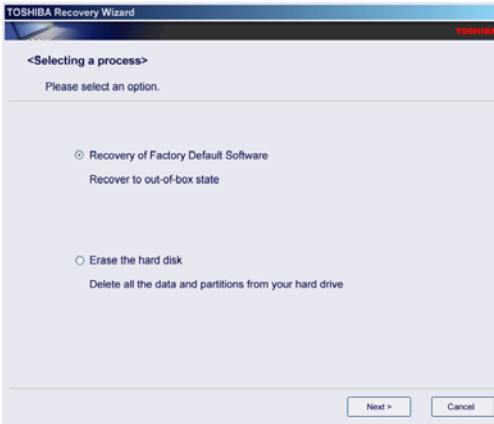 TOSHIBA Recovery Wizard
TOSHIBA
<Selecting a process>
Please select an option.
Recovery of Factory Default Software
Recover to out-of-box state
Erase the hard disk
Delete all the data and partitions from your hard drive
Next >
Cancel